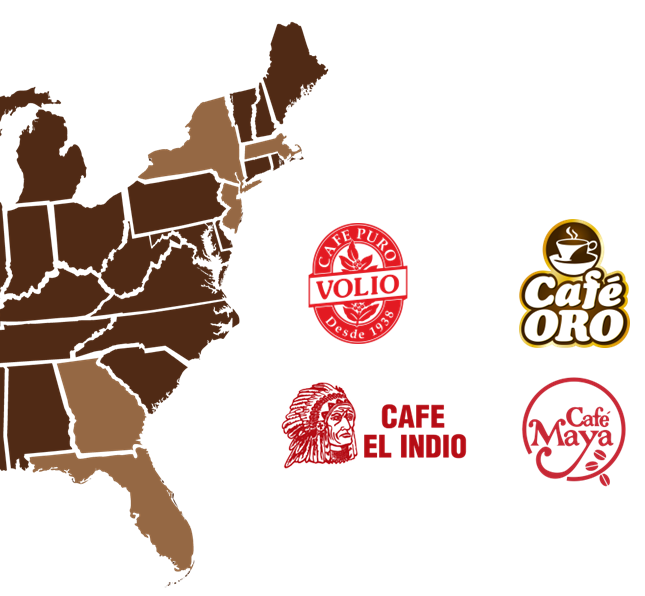 CAFE PURO
VOLIO
Desde 1938
Café
ORO
CAFE
EL INDIO
Café
Maya